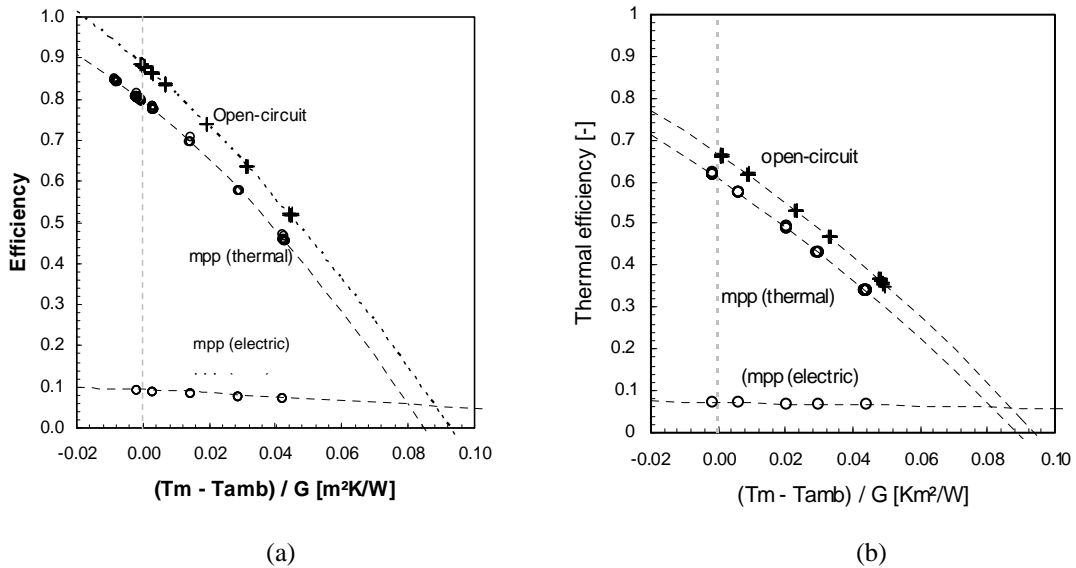 1.0
0.9
0.8
0.7
0.6
0.5
0.4
0.3
0.2
0.1
0.0
Efficiency
Open-circuit
mpp (thermal)
mpp (electric)
-0.02 0.00 0.02 0.04 0.06 0.08 0.10
(Tm - Tamb) / G [m²K/W]
(a)
1
0.9
0.8
0.7
0.6
0.5
0.4
0.3
0.2
0.1
0
Thermal efficiency [-]
open-circuit
mpp (thermal)
(mpp (electric)
-0.02 0.00 0.02 0.04 0.06 0.08 0.10
(Tm - Tamb) / G [Km²/W]
(b)